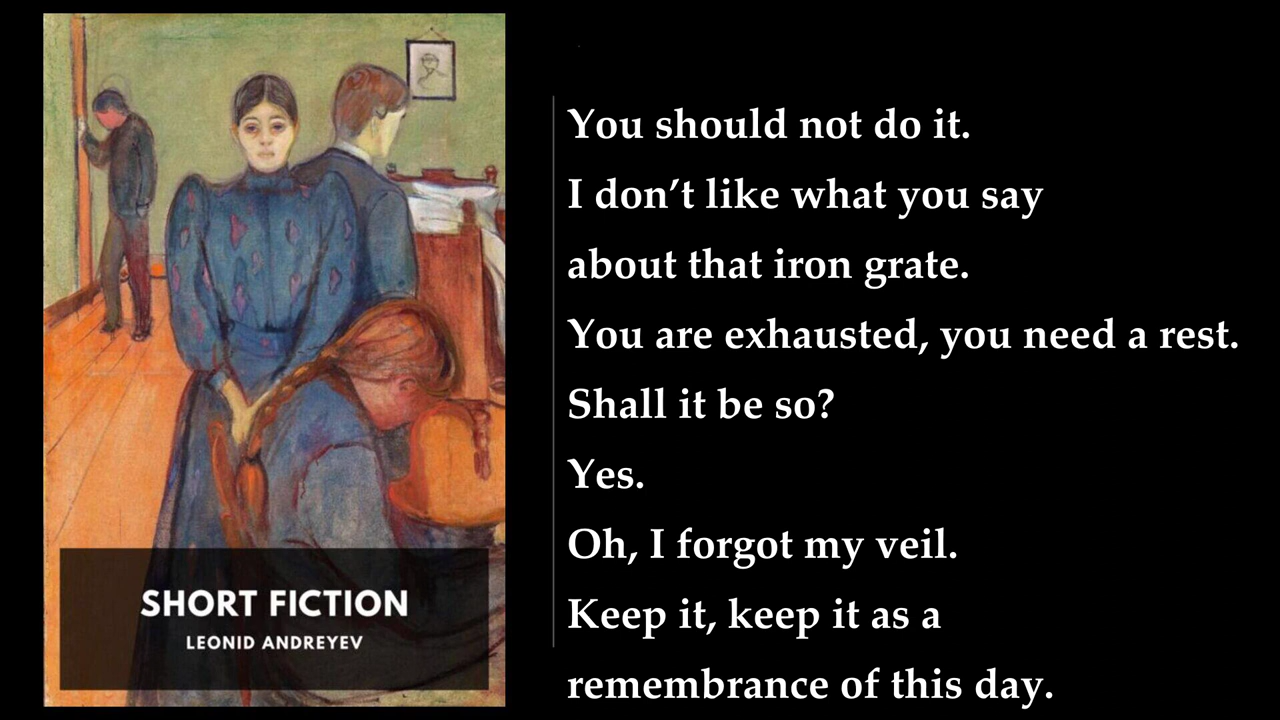 SHORT FICTION
LEONID ANDREYEV
You should not do it.
I don’t like what you say
about that iron grate.
You are exhausted, you need a rest.
Shall it be so?
Yes.
Oh, I forgot my veil.
Keep it, keep it as a
remembrance of this day.